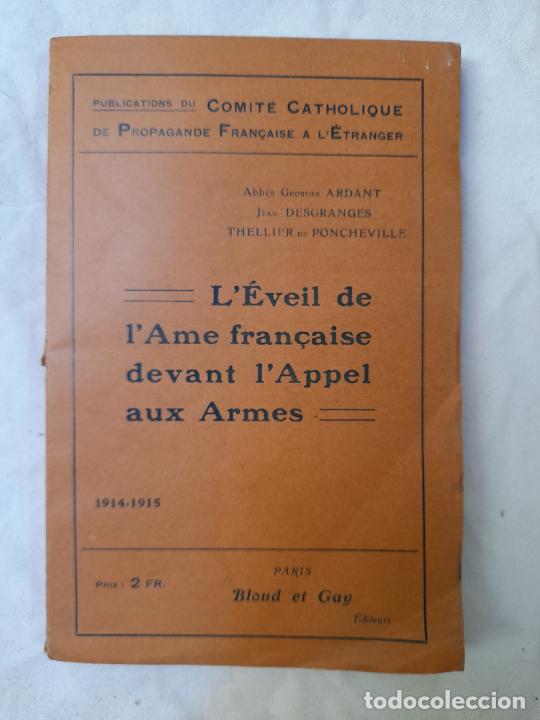 PUBLICATIONS DU COMITÉ CATHOLIQUE
DE PROPAGANDE FRANÇAISE A L'ÉTRANGER
Abbés Georges ARDANT
Jean DESGRANGES
THELLIER de PONCHEVILLE
L'Éveil de
l'Ame française
devant l'Appel
aux Armes
1914-1915
PRIX : 2 FR.
PARIS
Bloud et Gay
Éditeurs
todocoleccion.net